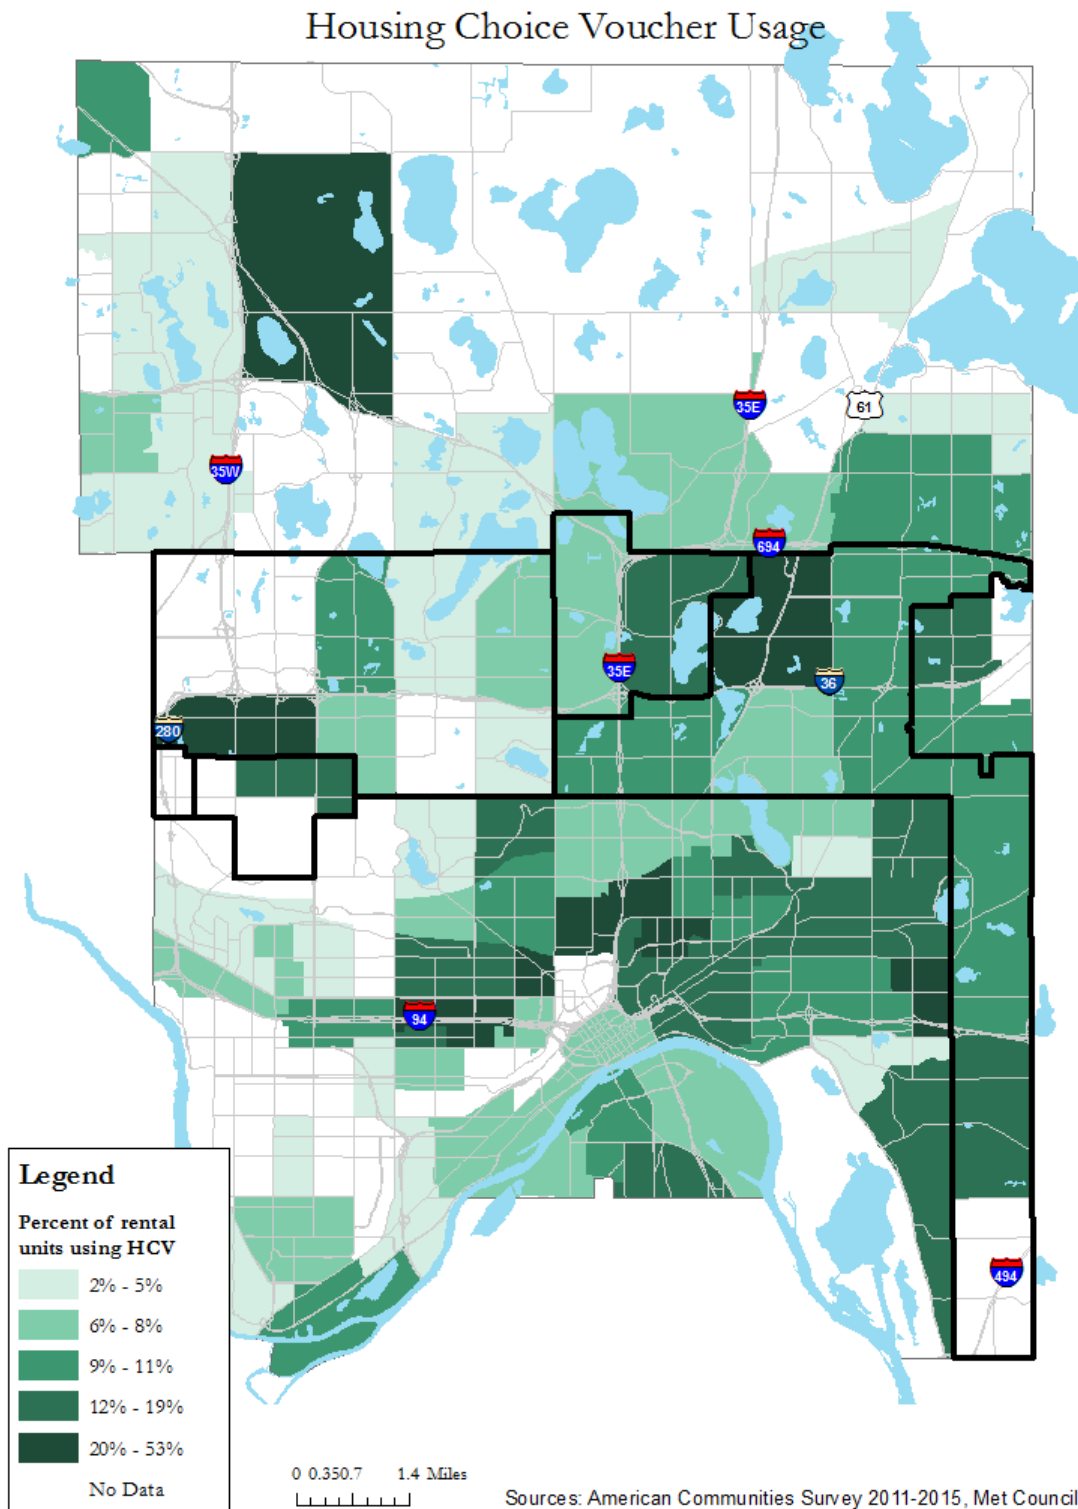 Housing Choice Voucher Usage
35E
61
35W
694
35E
36
280
94
494
Legend
Percent of rental
units using HCV
2% - 5%
6% - 8%
9% - 11%
12% - 19%
20% - 53%
No Data
0 0.350.7 1.4 Miles
Sources: American Communities Survey 2011-2015, Met Council